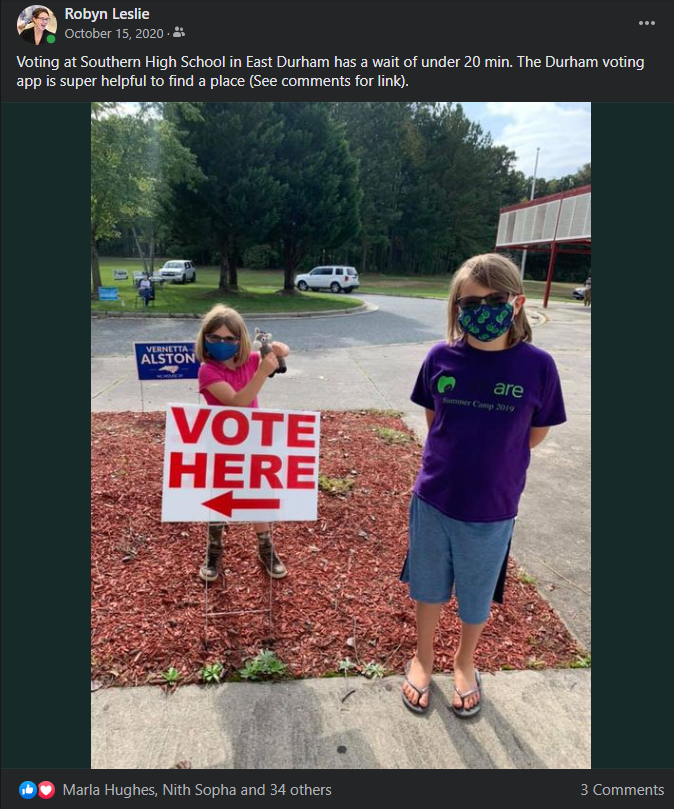 Robyn Leslie
October 15, 2020 ·
Voting at Southern High School in East Durham has a wait of under 20 min. The Durham voting
app is super helpful to find a place (See comments for link).
VERNETTA
ALSTON
NC HOUSE
VOTE
HERE
are
Summer Camp 2019
Marla Hughes, Nith Sopha and 34 others
3 Comments